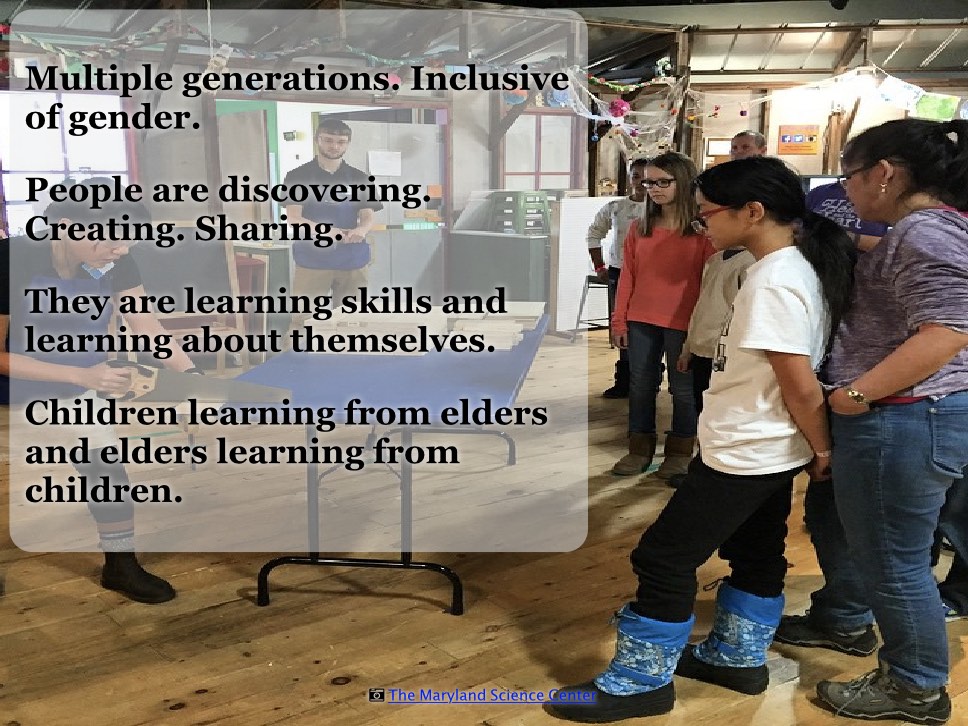 Multiple generations. Inclusive
of gender.
People are discovering.
Creating. Sharing.
They are learning skills and
learning about themselves.
Children learning from elders
and elders learning from
children.
The Maryland Science Center